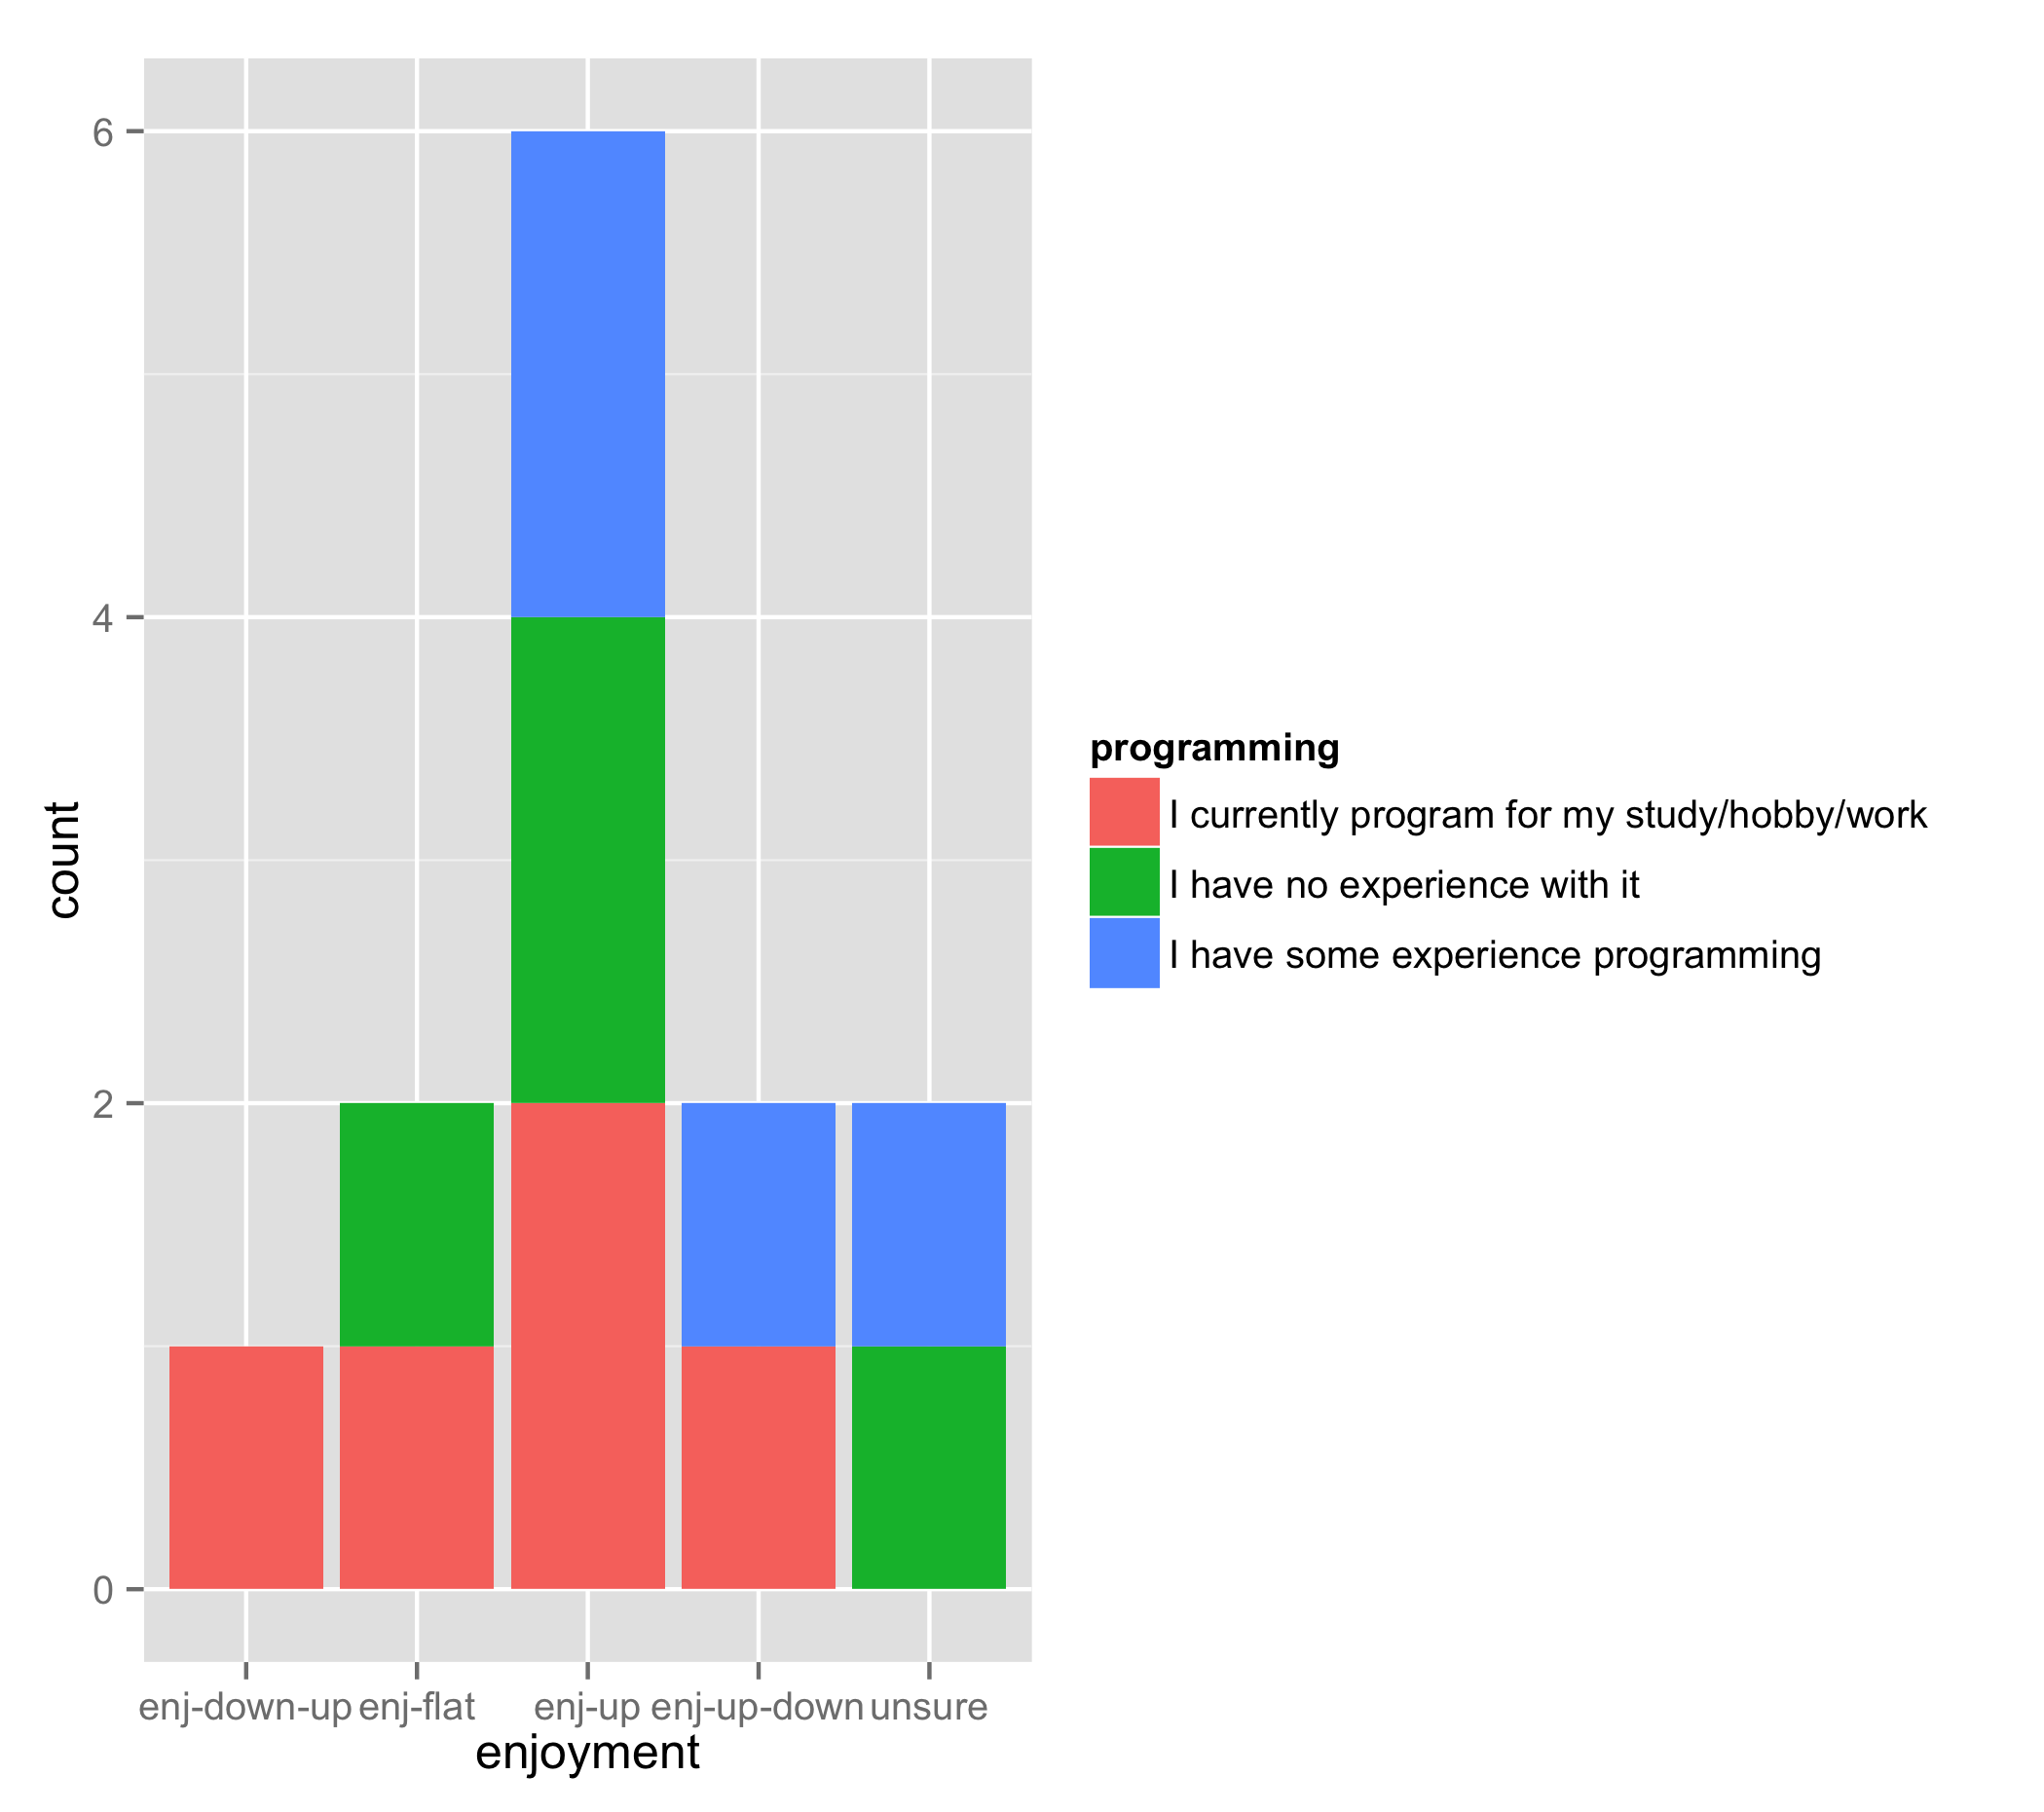 6
4
2
0
count
enj-down-up enj-flat enj-up enj-up-down unsure
enjoyment
programming
I currently program for my study/hobby/work
I have no experience with it
I have some experience programming